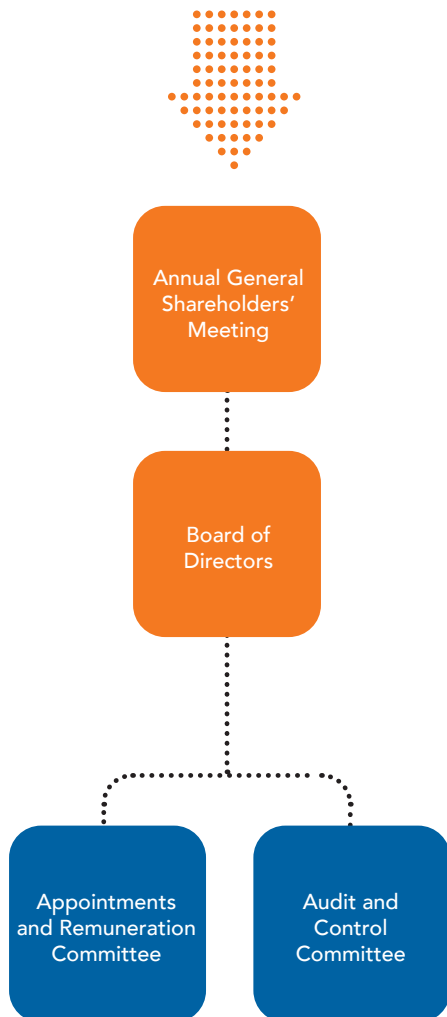 Annual General
Shareholders’
Meeting
Board of
Directors
Appointments
and Remuneration
Committee
Audit and
Control
Committee